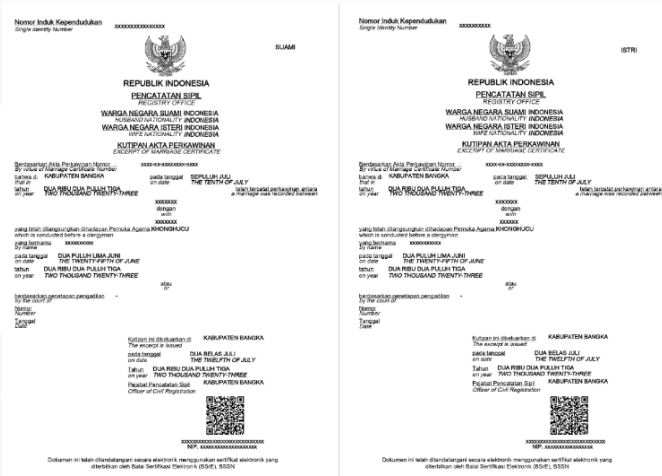 Nomor Induk Kependudukan XXXXXXXXXXXXXXXX
Single Identity Number
SUAMI
REPUBLIK INDONESIA
PENCATATAN SIPIL
REGISTRY OFFICE
WARGA NEGARA SUAMI INDONESIA
HUSBAND NATIONALITY INDONESIA
WARGA NEGARA ISTERI INDONESIA
WIFE NATIONALITY INDONESIA
KUTIPAN AKTA PERKAWINAN
EXCERPT OF MARRIAGE CERTIFICATE
Berdasarkan Akta Perkawinan Nomor xxxx-xx-xxxxxxxx-xxxx
By virtue of Marriage Certificate Number
bahwa di KABUPATEN BANGKA pada tanggal SEPULUH JULI
that in on date THE TENTH OF JULY
tahun DUA RIBU DUA PULUH TIGA telah tercatat perkawinan antara
on year TWO THOUSAND TWENTY-THREE a marriage was recorded between
XXXXXXX
dengan
with
XXXXXXX
yang telah dilangsungkan dihadapan Pemuka Agama KHONGHUCU
which is conducted before a clergyman
yang bernama XXXXXXXXXX
by name
pada tanggal DUA PULUH LIMA JUNI
on date THE TWENTY-FIFTH OF JUNE
tahun DUA RIBU DUA PULUH TIGA
on year TWO THOUSAND TWENTY-THREE
atau
or
berdasarkan penetapan pengadilan -
by the court of
Nomor
Number
Tanggal
Date
Kutipan ini dikeluarkan di KABUPATEN BANGKA
The excerpt is issued
pada tanggal DUA BELAS JULI
on date THE TWELFTH OF JULY
Tahun DUA RIBU DUA PULUH TIGA
on year TWO THOUSAND TWENTY-THREE
Pejabat Pencatatan Sipil KABUPATEN BANGKA
Officer of Civil Registration
XXXXXXXXXXXXXXXXXXXXXXX
NIP. XXXXXXXXXXXXXXXXXX
Dokumen ini telah ditandatangani secara elektronik menggunakan sertifikat elektronik yang
diterbitkan oleh Balai Sertifikasi Elektronik (BSrE), BSSN
Nomor Induk Kependudukan XXXXXXXXXXXXXXXX
Single Identity Number
ISTRI
REPUBLIK INDONESIA
PENCATATAN SIPIL
REGISTRY OFFICE
WARGA NEGARA SUAMI INDONESIA
HUSBAND NATIONALITY INDONESIA
WARGA NEGARA ISTERI INDONESIA
WIFE NATIONALITY INDONESIA
KUTIPAN AKTA PERKAWINAN
EXCERPT OF MARRIAGE CERTIFICATE
Berdasarkan Akta Perkawinan Nomor xxxx-xx-xxxxxxxx-xxxx
By virtue of Marriage Certificate Number
bahwa di KABUPATEN BANGKA pada tanggal SEPULUH JULI
that in on date THE TENTH OF JULY
tahun DUA RIBU DUA PULUH TIGA telah tercatat perkawinan antara
on year TWO THOUSAND TWENTY-THREE a marriage was recorded between
XXXXXXX
dengan
with
XXXXXXX
yang telah dilangsungkan dihadapan Pemuka Agama KHONGHUCU
which is conducted before a clergyman
yang bernama XXXXXXXXXX
by name
pada tanggal DUA PULUH LIMA JUNI
on date THE TWENTY-FIFTH OF JUNE
tahun DUA RIBU DUA PULUH TIGA
on year TWO THOUSAND TWENTY-THREE
atau
or
berdasarkan penetapan pengadilan -
by the court of
Nomor
Number
Tanggal
Date
Kutipan ini dikeluarkan di KABUPATEN BANGKA
The excerpt is issued
pada tanggal DUA BELAS JULI
on date THE TWELFTH OF JULY
Tahun DUA RIBU DUA PULUH TIGA
on year TWO THOUSAND TWENTY-THREE
Pejabat Pencatatan Sipil KABUPATEN BANGKA
Officer of Civil Registration
XXXXXXXXXXXXXXXXXXXXXXX
NIP. XXXXXXXXXXXXXXXXXX
Dokumen ini telah ditandatangani secara elektronik menggunakan sertifikat elektronik yang
diterbitkan oleh Balai Sertifikasi Elektronik (BSrE), BSSN